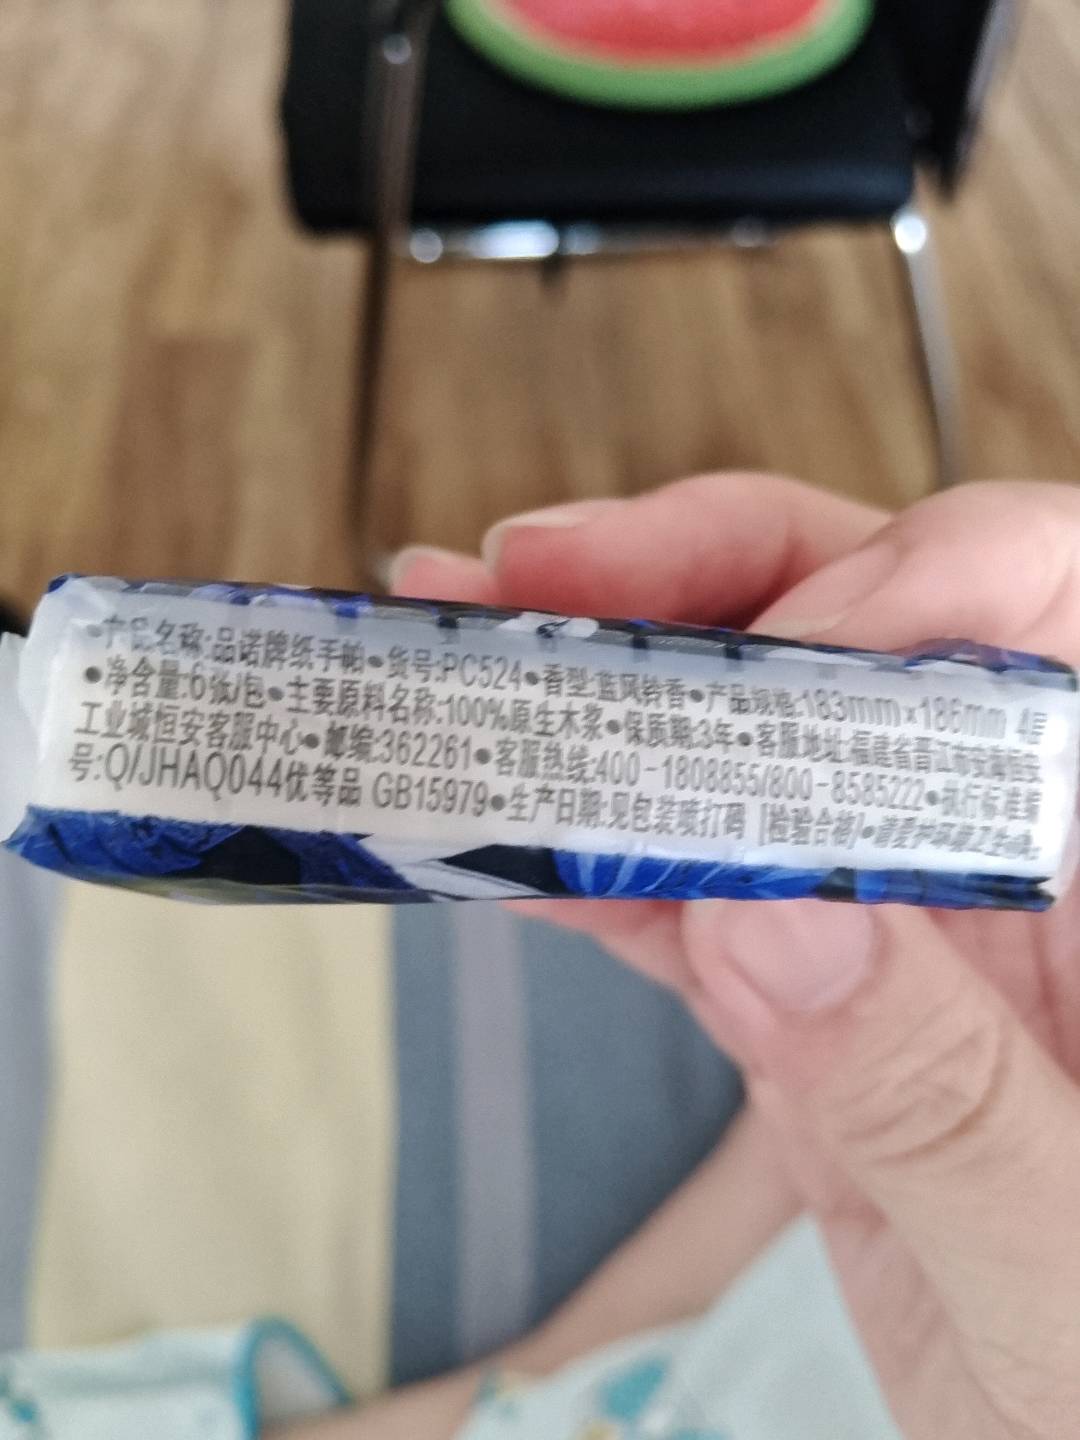 •产品名称:品诺牌纸手帕•货号:PC524•香型:蓝风铃香•产品规格:183mm×186mm 4层
•净含量:6张/包•主要原料名称:100%原生木浆•保质期:3年•客服地址:福建省晋江市安海恒安
工业城恒安客服中心•邮编:362261•客服热线:400-1808855/800-8585222•执行标准编
号:Q/JHAQ044优等品 GB15979•生产日期:见包装喷打码 [检验合格]•请爱护环境卫生